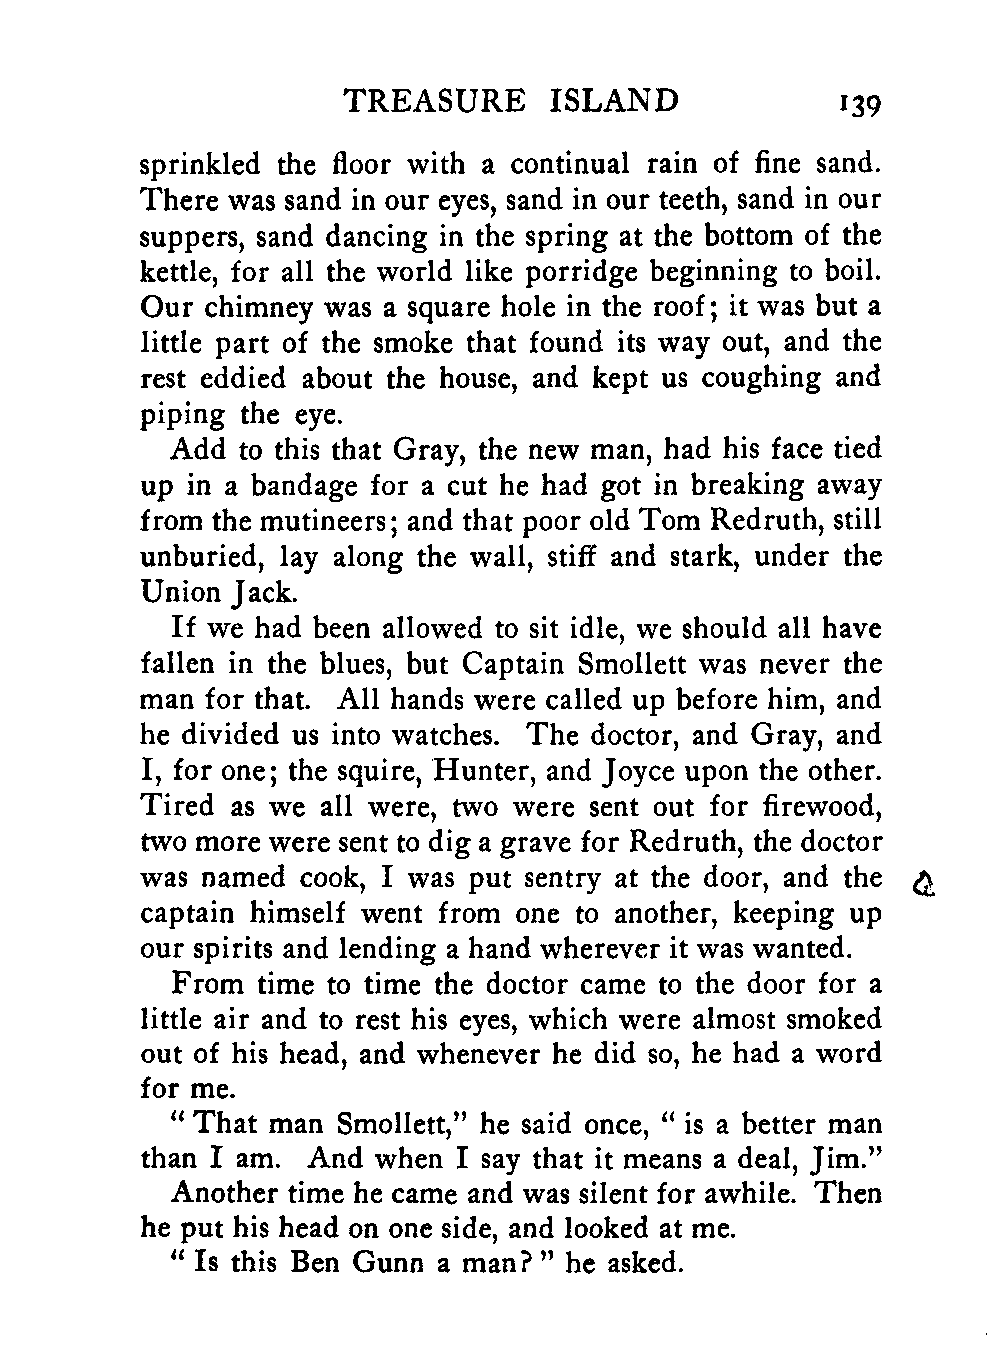 TREASURE ISLAND 139
sprinkled the floor with a continual rain of fine sand.
There was sand in our eyes, sand in our teeth, sand in our
suppers, sand dancing in the spring at the bottom of the
kettle, for all the world like porridge beginning to boil.
Our chimney was a square hole in the roof; it was but a
little part of the smoke that found its way out, and the
rest eddied about the house, and kept us coughing and
piping the eye.
Add to this that Gray, the new man, had his face tied
up in a bandage for a cut he had got in breaking away
from the mutineers; and that poor old Tom Redruth, still
unburied, lay along the wall, stiff and stark, under the
Union Jack.
If we had been allowed to sit idle, we should all have
fallen in the blues, but Captain Smollett was never the
man for that. All hands were called up before him, and
he divided us into watches. The doctor, and Gray, and
I, for one; the squire, Hunter, and Joyce upon the other.
Tired as we all were, two were sent out for firewood,
two more were sent to dig a grave for Redruth, the doctor
was named cook, I was put sentry at the door, and the
captain himself went from one to another, keeping up
our spirits and lending a hand wherever it was wanted.
From time to time the doctor came to the door for a
little air and to rest his eyes, which were almost smoked
out of his head, and whenever he did so, he had a word
for me.
“ That man Smollett,” he said once, “ is a better man
than I am. And when I say that it means a deal, Jim.”
Another time he came and was silent for awhile. Then
he put his head on one side, and looked at me.
“ Is this Ben Gunn a man? ” he asked.